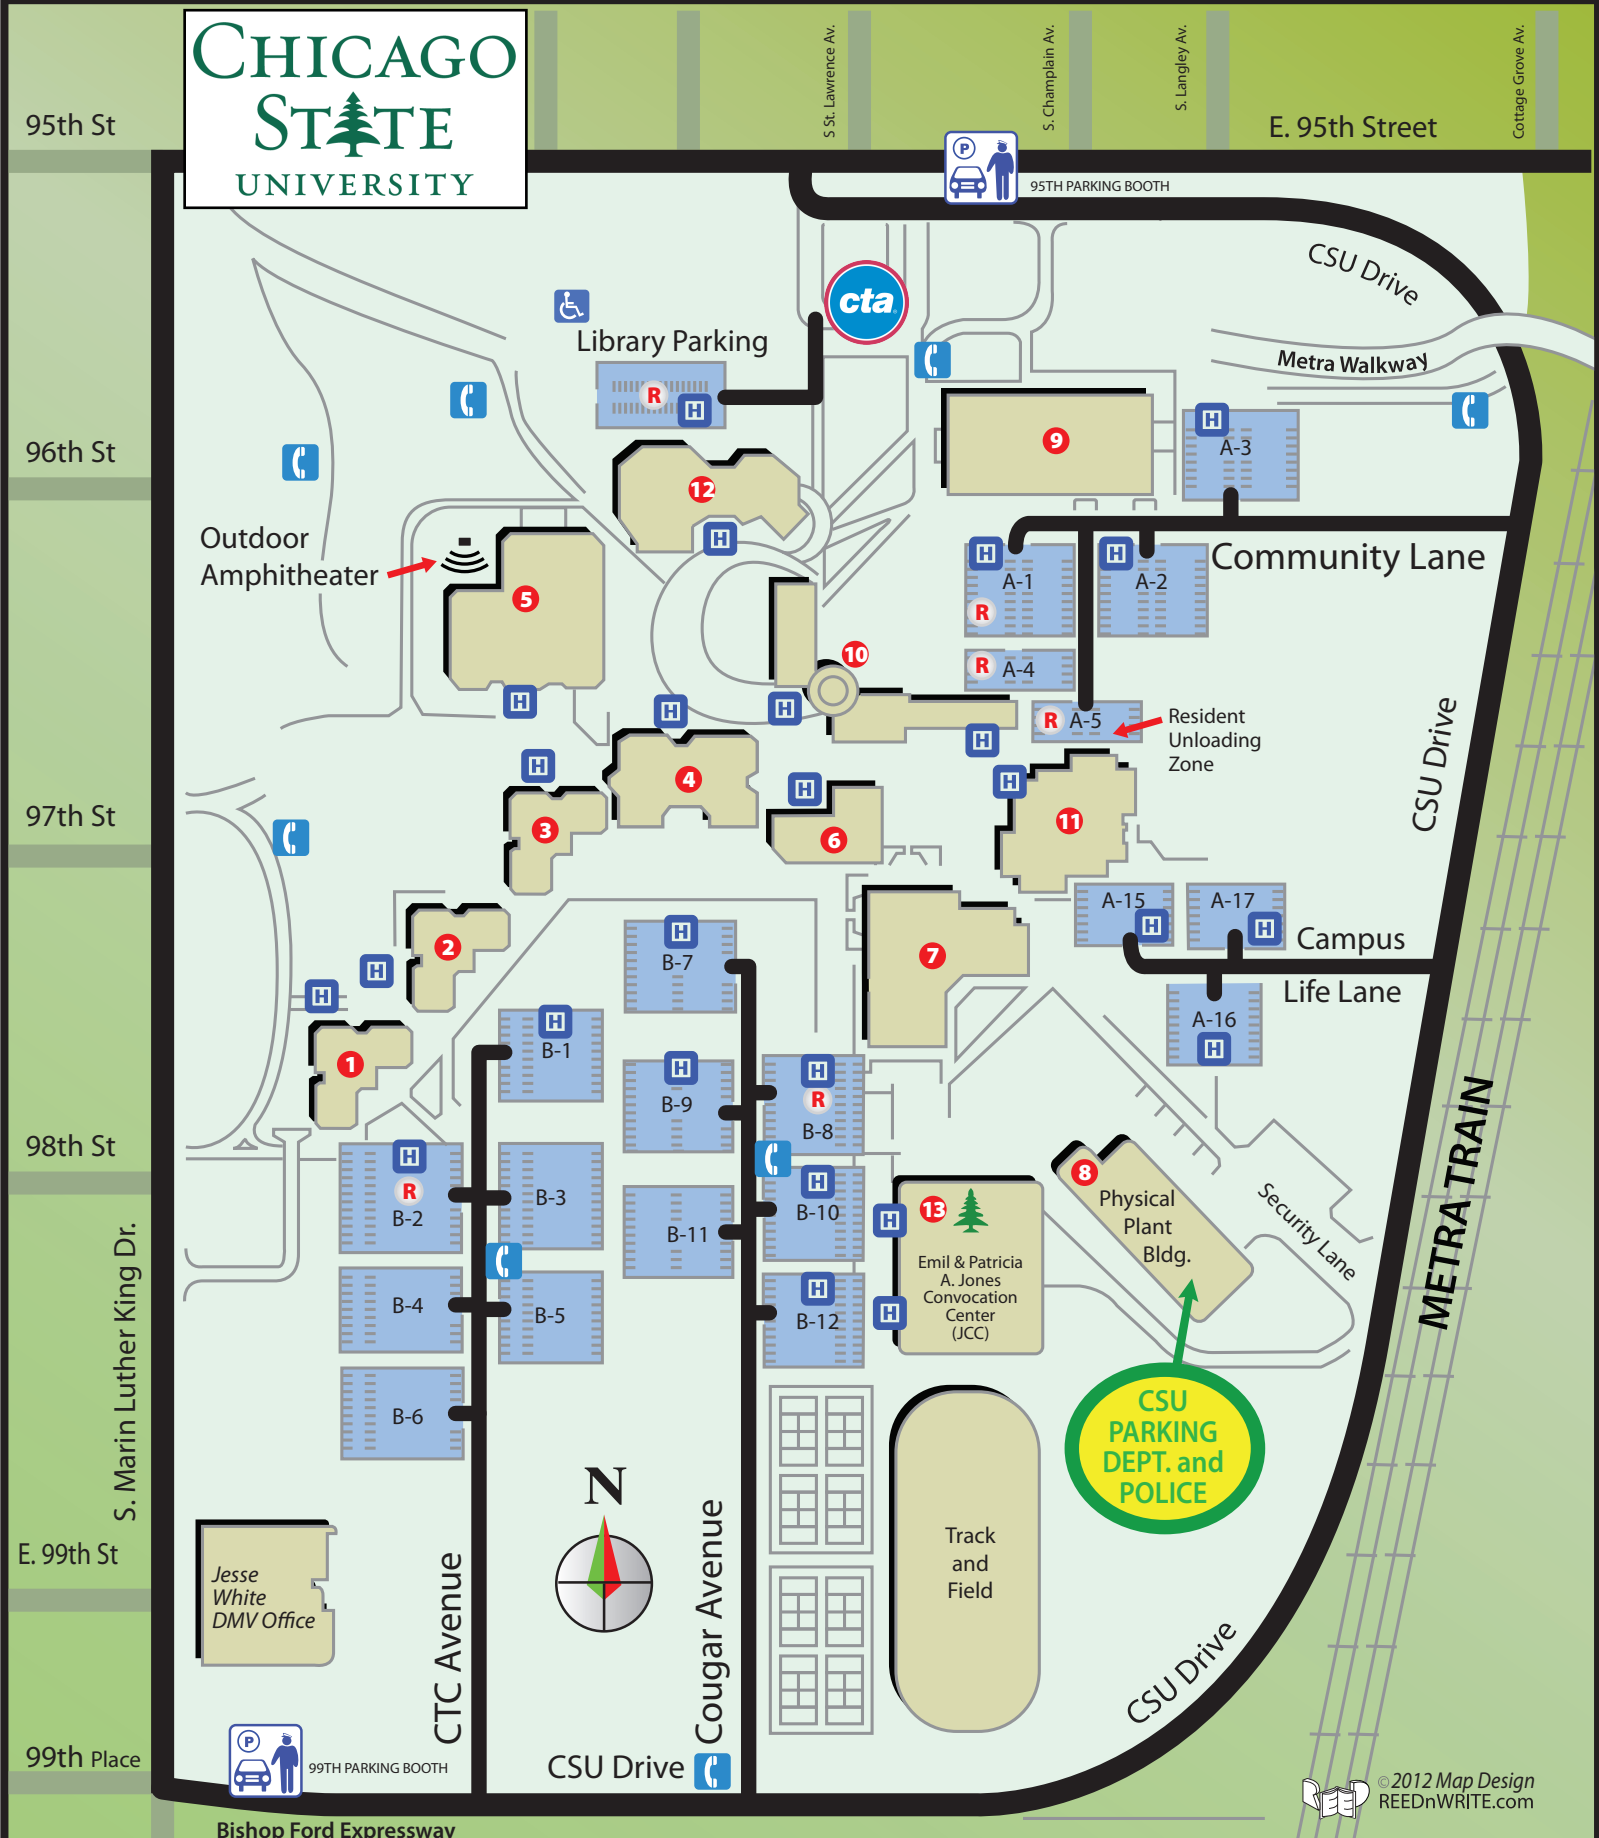 CHICAGO
STATE
UNIVERSITY
S St. Lawrence Av.
S. Champlain Av.
S. Langley Av.
Cottage Grove Av.
95th St
E. 95th Street
P
95TH PARKING BOOTH
CSU Drive
cta
Library Parking
R
H
Metra Walkway
96th St
9
H
A-3
12
H
Outdoor
Amphitheater
5
H
A-1
R
H
A-2
Community Lane
10
R
A-4
H
H
H
R
A-5
Resident
Unloading
Zone
H
CSU Drive
H
4
H
H
11
97th St
3
6
A-15
H
A-17
H
Campus
Life Lane
2
H
B-7
7
H
H
A-16
H
1
H
B-1
H
B-9
H
R
B-8
METRA TRAIN
98th St
H
R
B-2
B-3
B-11
H
B-10
H
13
Emil & Patricia
A. Jones
Convocation
Center
(JCC)
H
8
Physical
Plant
Bldg.
Security Lane
S. Marin Luther King Dr.
B-4
B-5
H
B-12
B-6
CSU
PARKING
DEPT. and
POLICE
N
Track
and
Field
E. 99th St
Jesse
White
DMV Office
CTC Avenue
Cougar Avenue
CSU Drive
99th Place
P
99TH PARKING BOOTH
CSU Drive
©2012 Map Design
REEDnWRITE.com
Bishop Ford Expressway